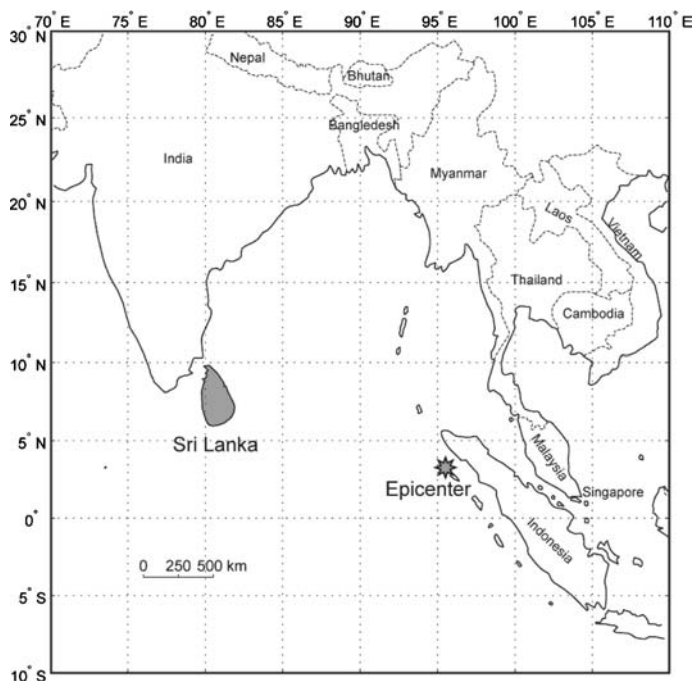 70° E 75° E 80° E 85° E 90° E 95° E 100° E 105° E 110° E
30° N
Nepal
Bhutan
25° N
Bangledesh
India
Myanmar
20° N
Laos
Vietnam
15° N
Thailand
Cambodia
10° N
5° N
Sri Lanka
Malaysia
Epicenter
Singapore
0°
Indonesia
0 250 500 km
5° S
10° S